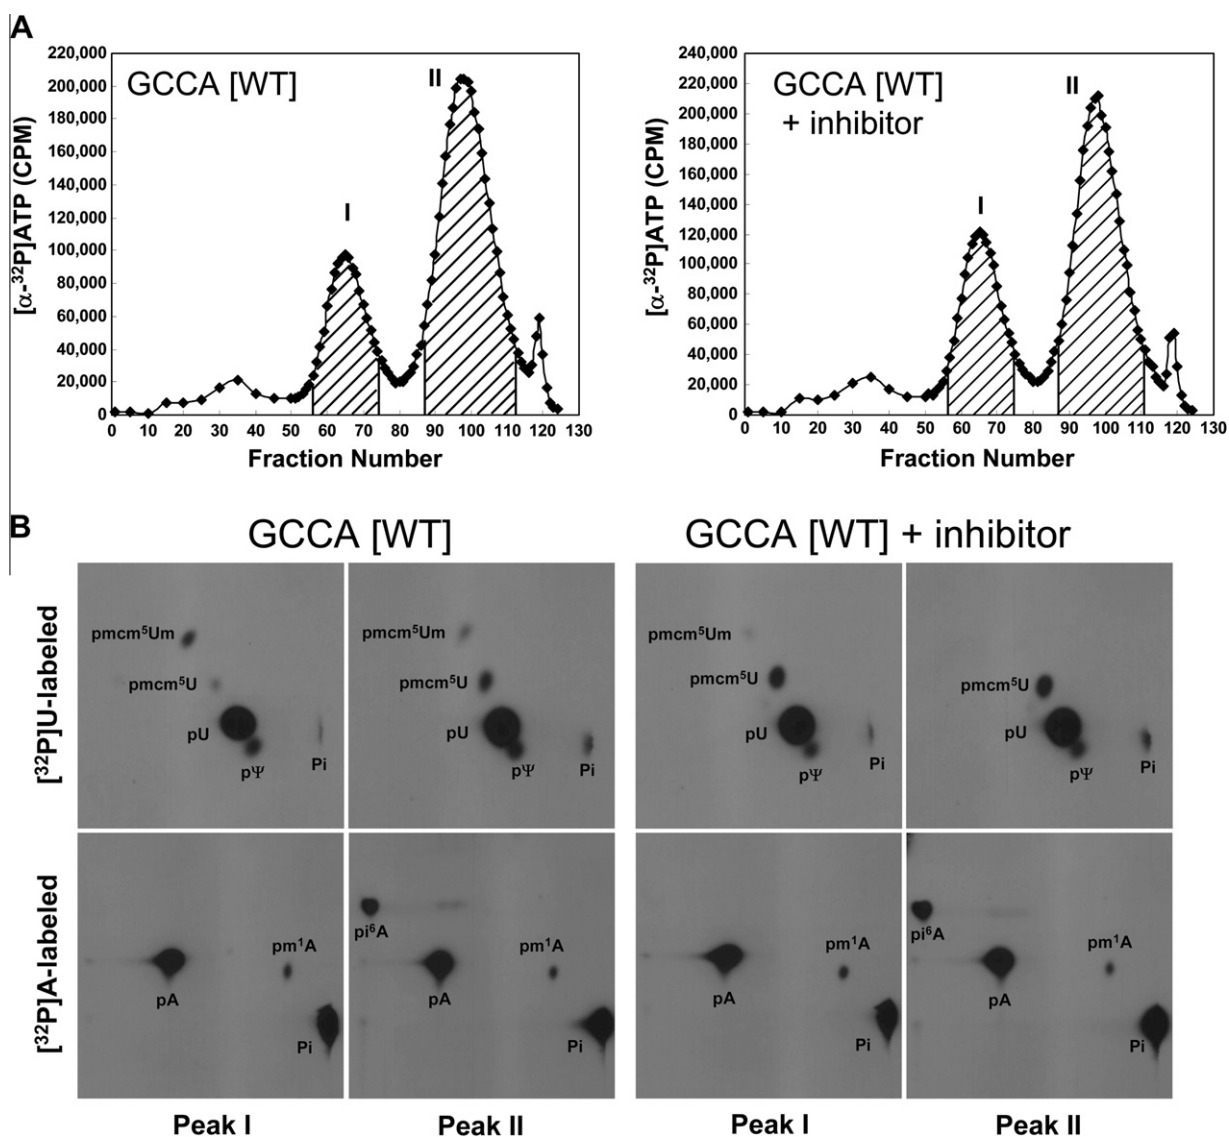 A
GCCA [WT]
I
II
220,000
200,000
180,000
160,000
140,000
120,000
100,000
80,000
60,000
40,000
20,000
0
[α-³²P]ATP (CPM)
0 10 20 30 40 50 60 70 80 90 100 110 120 130
Fraction Number
GCCA [WT]
+ inhibitor
I
II
240,000
220,000
200,000
180,000
160,000
140,000
120,000
100,000
80,000
60,000
40,000
20,000
0
[α-³²P]ATP (CPM)
0 10 20 30 40 50 60 70 80 90 100 110 120 130
Fraction Number
B
GCCA [WT]
GCCA [WT] + inhibitor
[³²P]U-labeled
pmcm⁵Um
pmcm⁵U
pU
pΨ
Pi
pmcm⁵Um
pmcm⁵U
pU
pΨ
Pi
pmcm⁵Um
pmcm⁵U
pU
pΨ
Pi
pmcm⁵U
pU
pΨ
Pi
[³²P]A-labeled
pm¹A
pA
Pi
pi⁶A
pm¹A
pA
Pi
pm¹A
pA
Pi
pi⁶A
pm¹A
pA
Pi
Peak I
Peak II
Peak I
Peak II